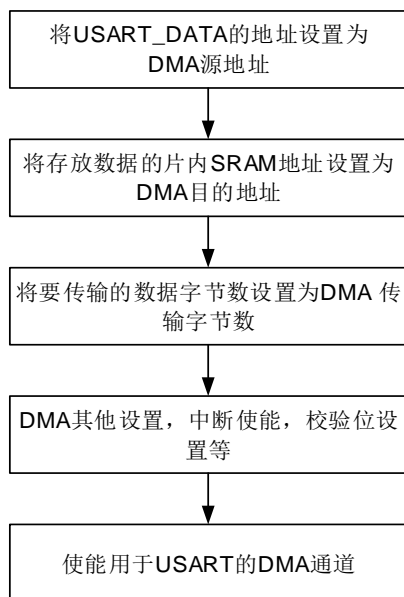 将USART_DATA的地址设置为
DMA源地址
将存放数据的片内SRAM地址设置为
DMA目的地址
将要传输的数据字节数设置为DMA 传
输字节数
DMA其他设置，中断使能，校验位设
置等
使能用于USART的DMA通道